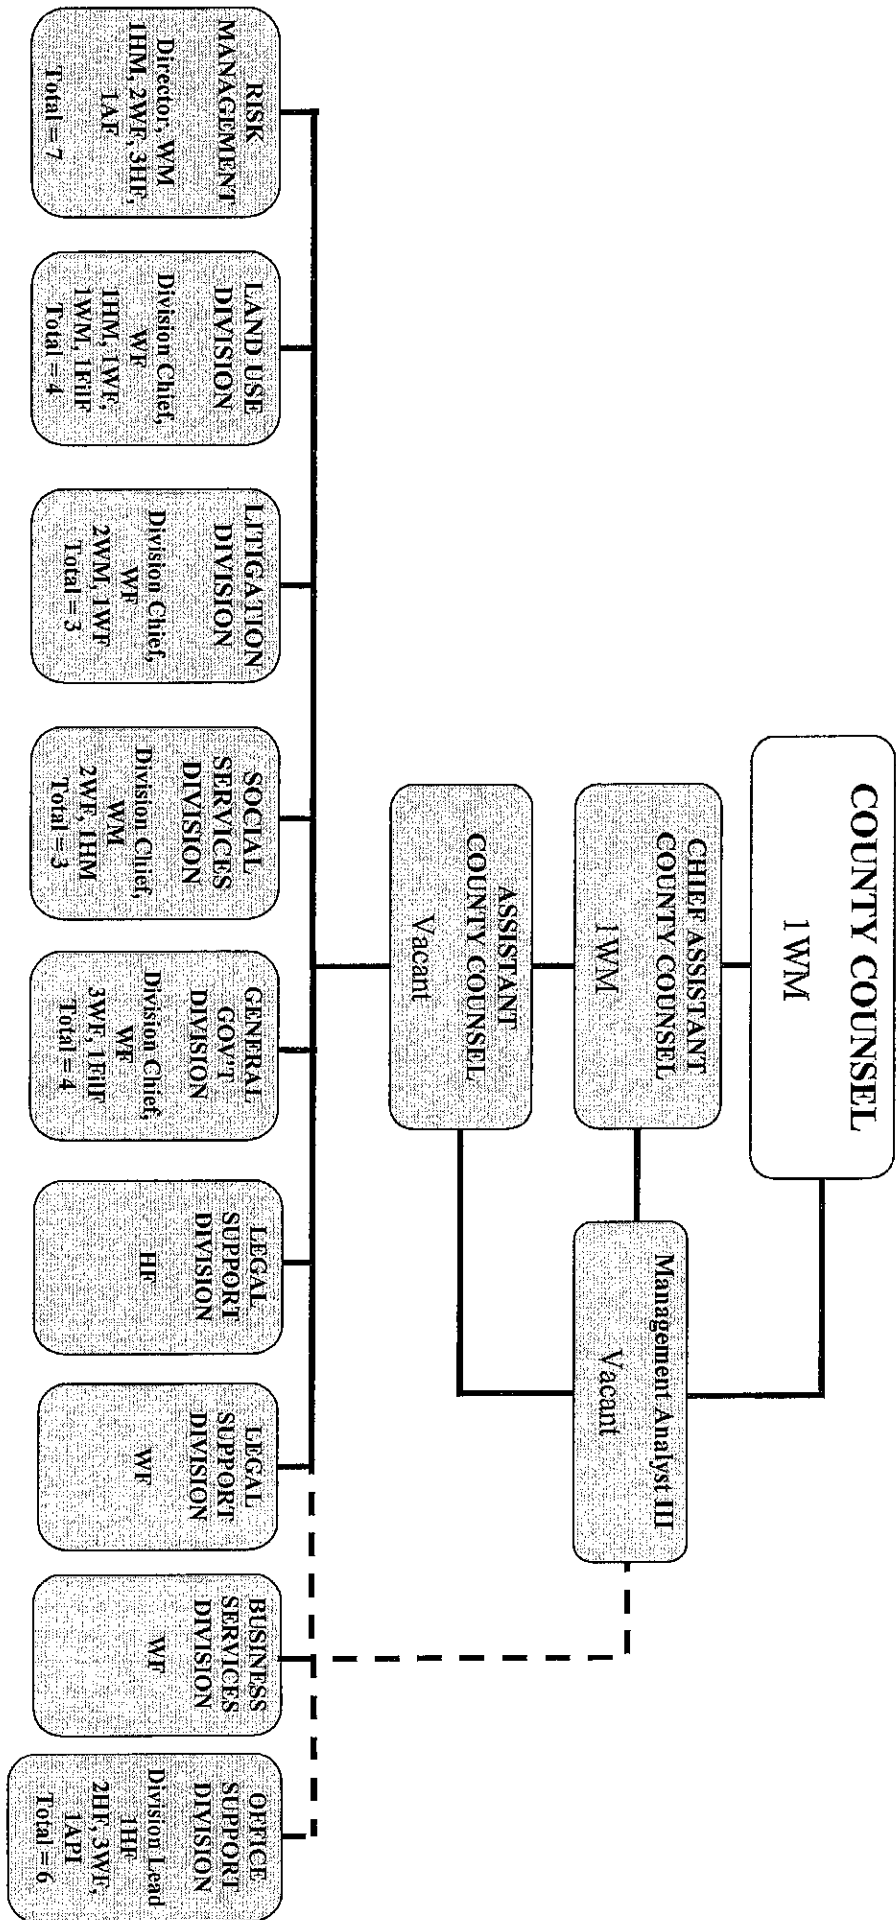 COUNTY COUNSEL
1WM
CHIEF ASSISTANT
COUNTY COUNSEL
1WM
Management Analyst III
Vacant
ASSISTANT
COUNTY COUNSEL
Vacant
RISK
MANAGEMENT
Director, WM
1HM, 2WF, 3HF,
1AF
Total = 7
LAND USE
DIVISION
Division Chief,
WF
1HM, 1WF,
1WM, 1FilF
Total = 4
LITIGATION
DIVISION
Division Chief,
WF
2WM, 1WF
Total = 3
SOCIAL
SERVICES
DIVISION
Division Chief,
WM
2WF, 1HM
Total = 3
GENERAL
GOV'T
DIVISION
Division Chief,
WF
3WF, 1FilF
Total = 4
LEGAL
SUPPORT
DIVISION
HF
LEGAL
SUPPORT
DIVISION
WF
BUSINESS
SERVICES
DIVISION
WF
OFFICE
SUPPORT
DIVISION
Division Lead
1HF
2HF, 3WF,
1API
Total = 6